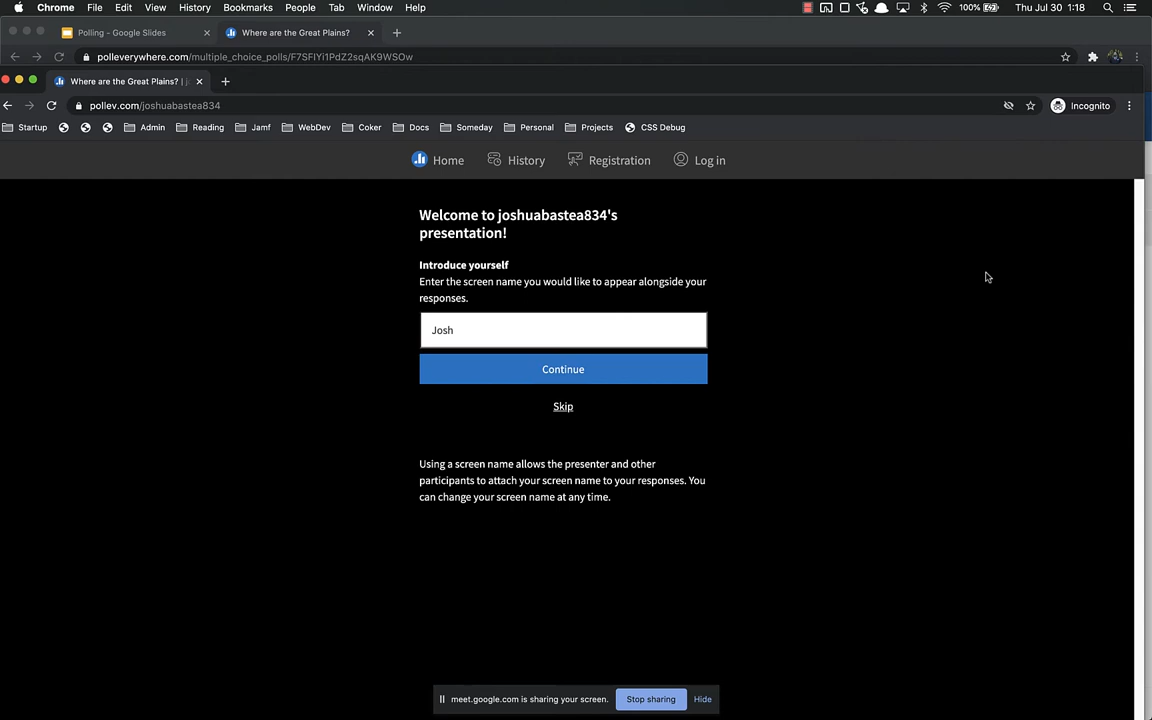 Chrome File Edit View History Bookmarks People Tab Window Help 100% Thu Jul 30 1:18
Polling - Google Slides Where are the Great Plains?
polleverywhere.com/multiple_choice_polls/F7SFIYi1PdZ2sqAK9WSOw
Where are the Great Plains? | j
pollev.com/joshuabastea834 Incognito
Startup Admin Reading Jamf WebDev Coker Docs Someday Personal Projects CSS Debug
Home History Registration Log in
Welcome to joshuabastea834's
presentation!
Introduce yourself
Enter the screen name you would like to appear alongside your
responses.
Josh
Continue
Skip
Using a screen name allows the presenter and other
participants to attach your screen name to your responses. You
can change your screen name at any time.
meet.google.com is sharing your screen. Stop sharing Hide